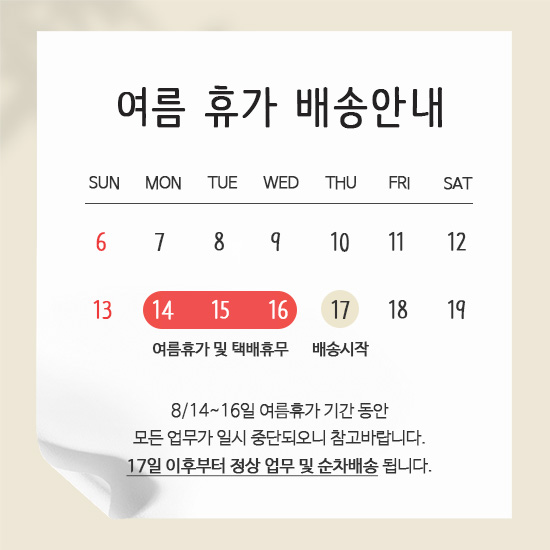 여름 휴가 배송안내
SUN MON TUE WED THU FRI SAT
6 7 8 9 10 11 12
13 14 15 16 17 18 19
여름휴가 및 택배휴무 배송시작
8/14~16일 여름휴가 기간 동안
모든 업무가 일시 중단되오니 참고바랍니다.
17일 이후부터 정상 업무 및 순차배송 됩니다.